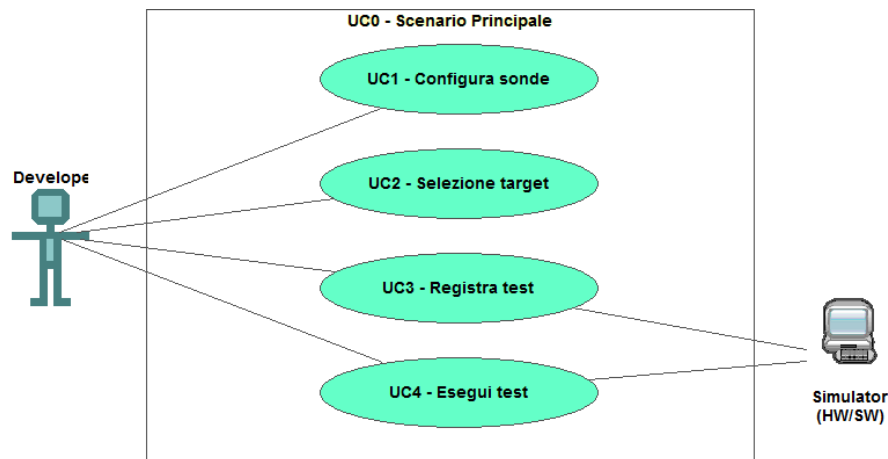 UC0 - Scenario Principale
UC1 - Configura sonde
Develope
UC2 - Selezione target
UC3 - Registra test
UC4 - Esegui test
Simulator
(HW/SW)